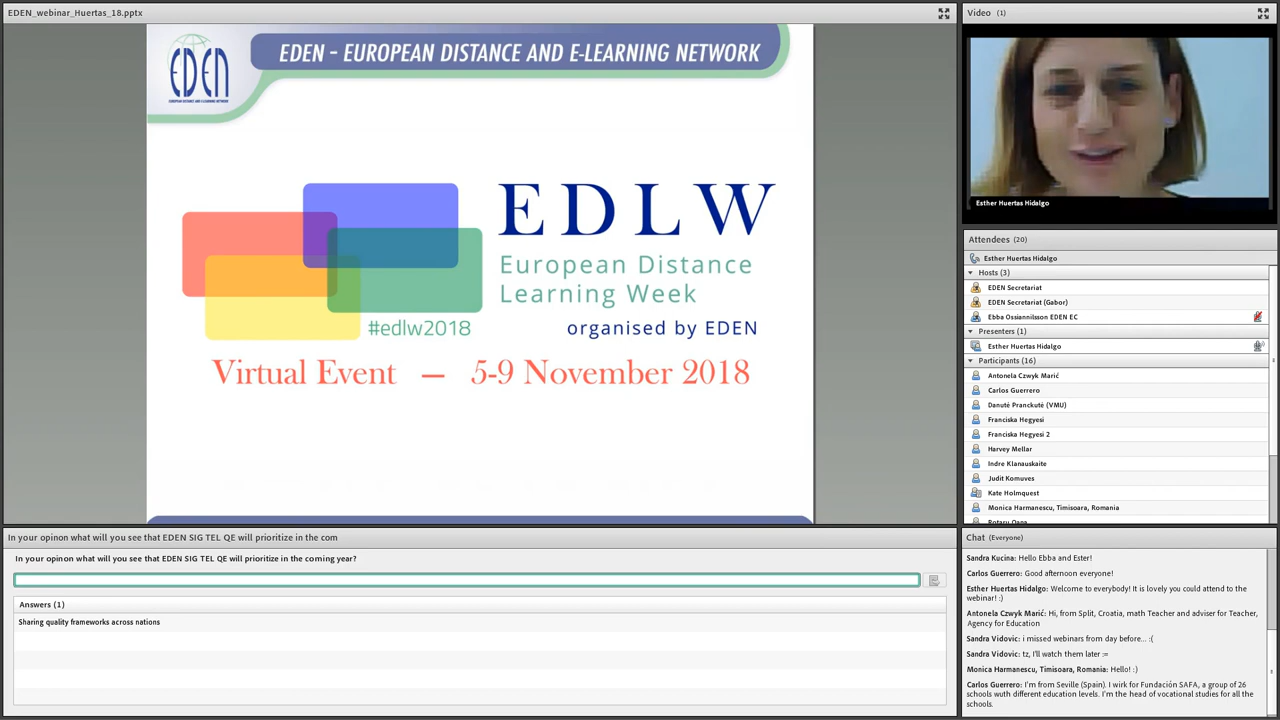 EDEN_webinar_Huertas_18.pptx
EDEN
EUROPEAN DISTANCE AND E-LEARNING NETWORK
EDEN - EUROPEAN DISTANCE AND E-LEARNING NETWORK
EDLW
European Distance
Learning Week
#edlw2018
organised by EDEN
Virtual Event — 5-9 November 2018
Video (1)
Esther Huertas Hidalgo
Attendees (20)
Esther Huertas Hidalgo
Hosts (3)
EDEN Secretariat
EDEN Secretariat (Gabor)
Ebba Ossiannilsson EDEN EC
Presenters (1)
Esther Huertas Hidalgo
Participants (16)
Antonela Czwyk Marić
Carlos Guerrero
Danutė Pranckutė (VMU)
Franciska Hegyesi
Franciska Hegyesi 2
Harvey Mellar
Indre Klanauskaite
Judit Komuves
Kate Holmquest
Monica Harmanescu, Timisoara, Romania
Rotaru Oana
In your opinon what will you see that EDEN SIG TEL QE will prioritize in the com
In your opinon what will you see that EDEN SIG TEL QE will prioritize in the coming year?
Answers (1)
Sharing quality frameworks across nations
Chat (Everyone)
Sandra Kucina: Hello Ebba and Ester!
Carlos Guerrero: Good afternoon everyone!
Esther Huertas Hidalgo: Welcome to everybody! It is lovely you could attend to the
webinar! :)
Antonela Czwyk Marić: Hi, from Split, Croatia, math Teacher and adviser for Teacher,
Agency for Education
Sandra Vidovic: i missed webinars from day before... :(
Sandra Vidovic: tz, I'll watch them later :=
Monica Harmanescu, Timisoara, Romania: Hello! :)
Carlos Guerrero: I'm from Seville (Spain). I wirk for Fundación SAFA, a group of 26
schools wuth different education levels. I'm the head of vocational studies for all the
schools.